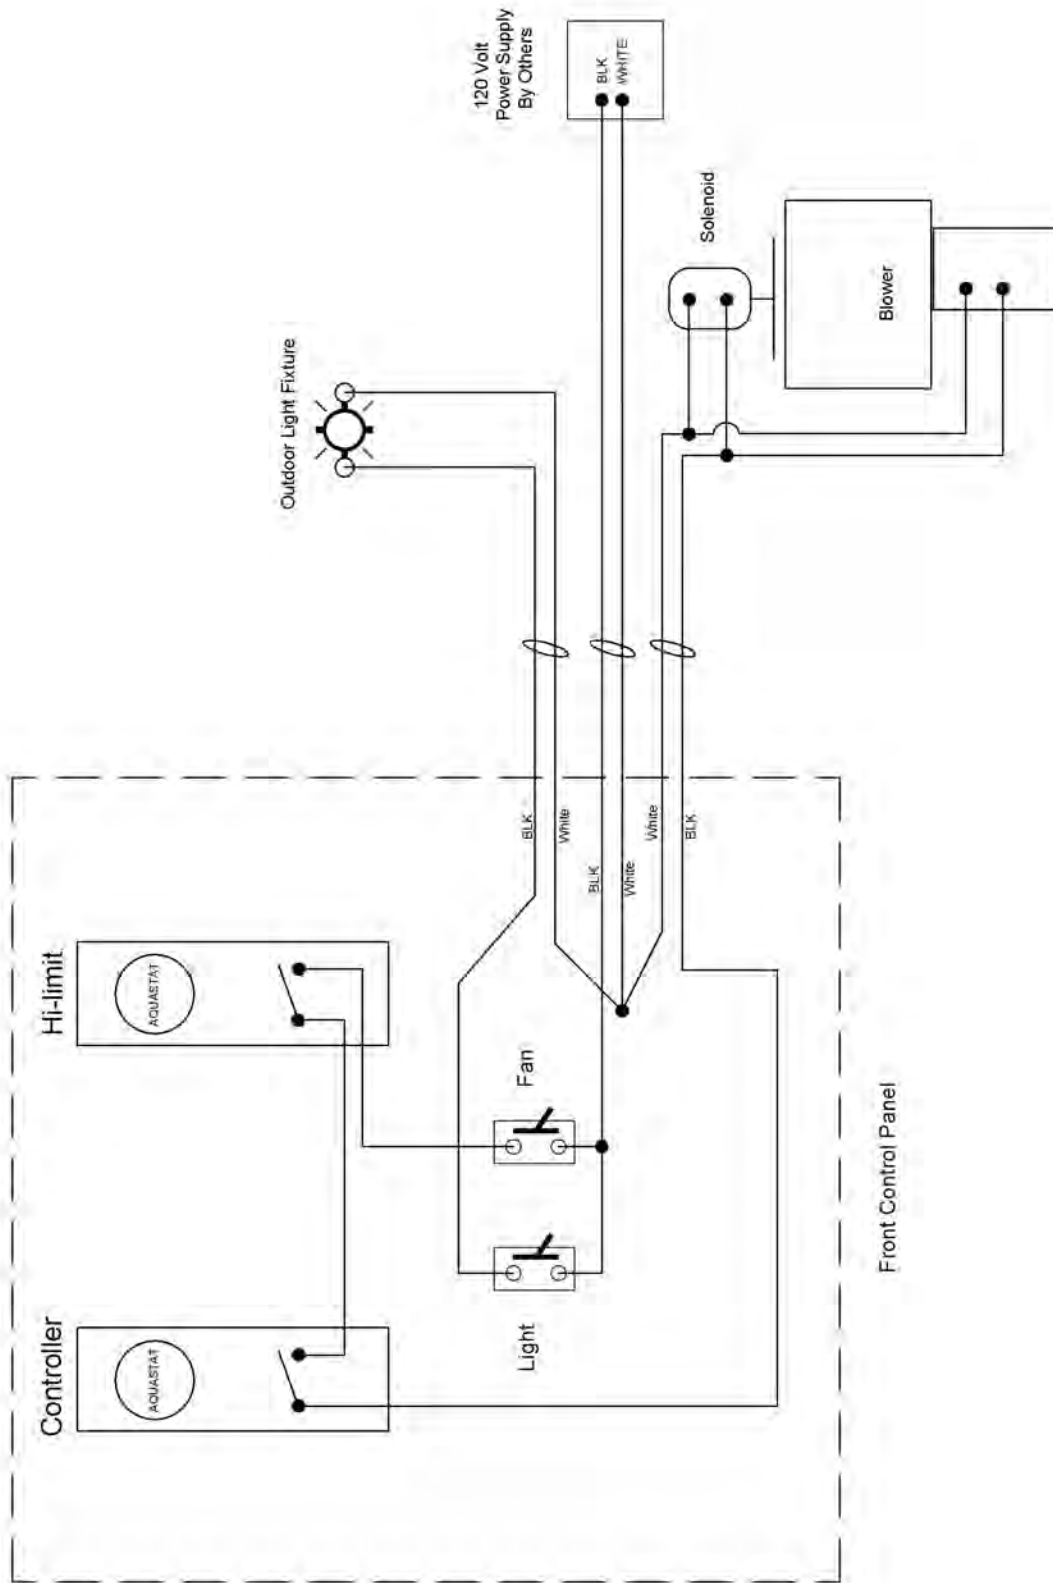 Controller
AQUASTAT
Hi-limit
AQUASTAT
Light
Fan
BLK
White
BLK
White
White
BLK
Front Control Panel
Outdoor Light Fixture
120 Volt
Power Supply
By Others
BLK
WHITE
Solenoid
Blower